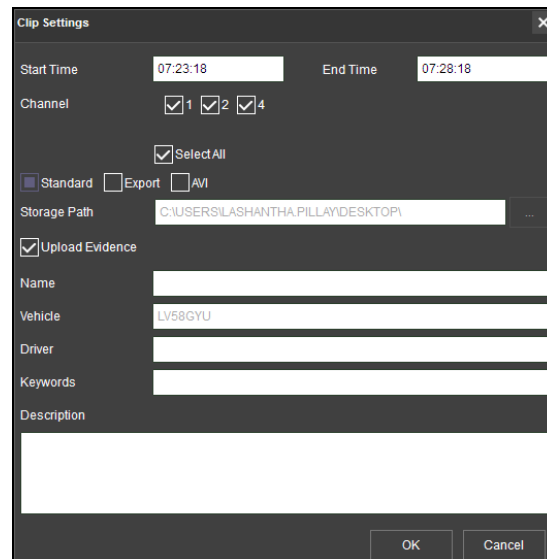 Clip Settings
Start Time 07:23:18 End Time 07:28:18
Channel 1 2 4
Select All
Standard Export AVI
Storage Path C:\USERS\LASHANTHA.PILLAY\DESKTOP\ ...
Upload Evidence
Name
Vehicle LV58GYU
Driver
Keywords
Description
OK Cancel